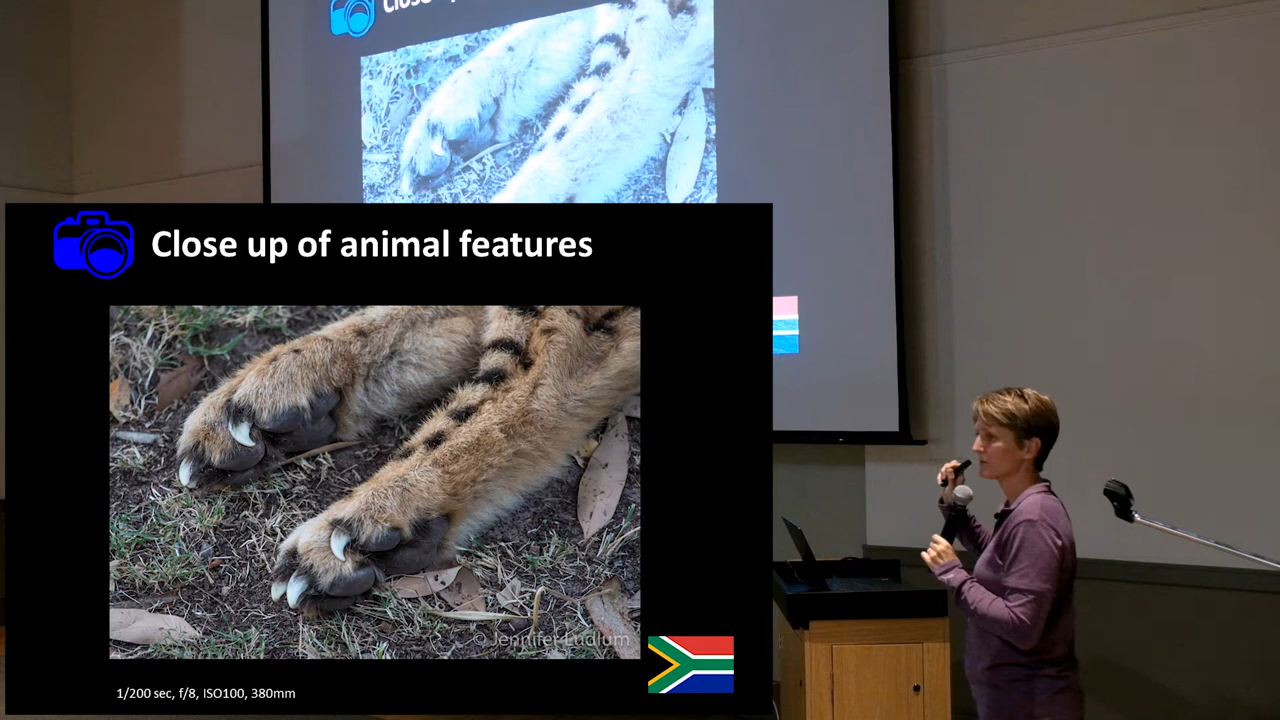 Close up of animal features
© Jennifer Ludlum
1/200 sec, f/8, ISO100, 380mm